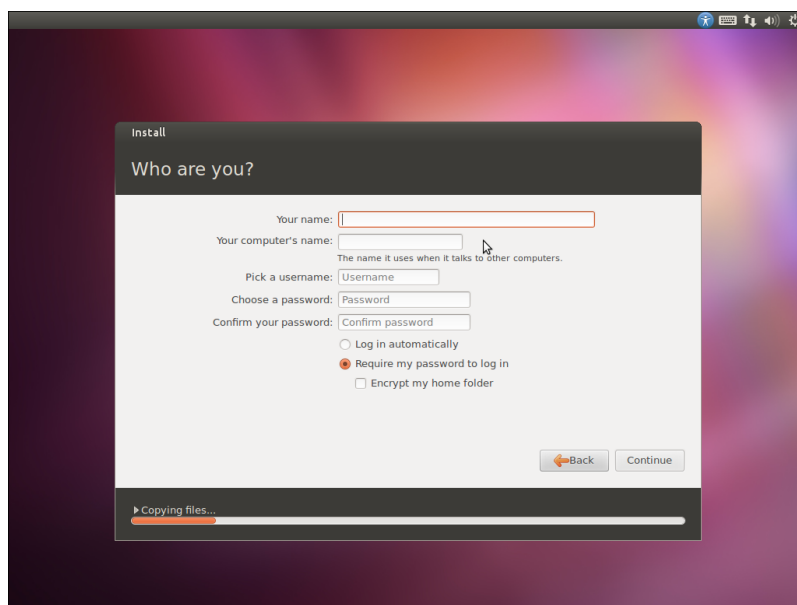 Install
Who are you?
Your name:
Your computer's name:
The name it uses when it talks to other computers.
Pick a username: Username
Choose a password: Password
Confirm your password: Confirm password
Log in automatically
Require my password to log in
Encrypt my home folder
Back Continue
Copying files...